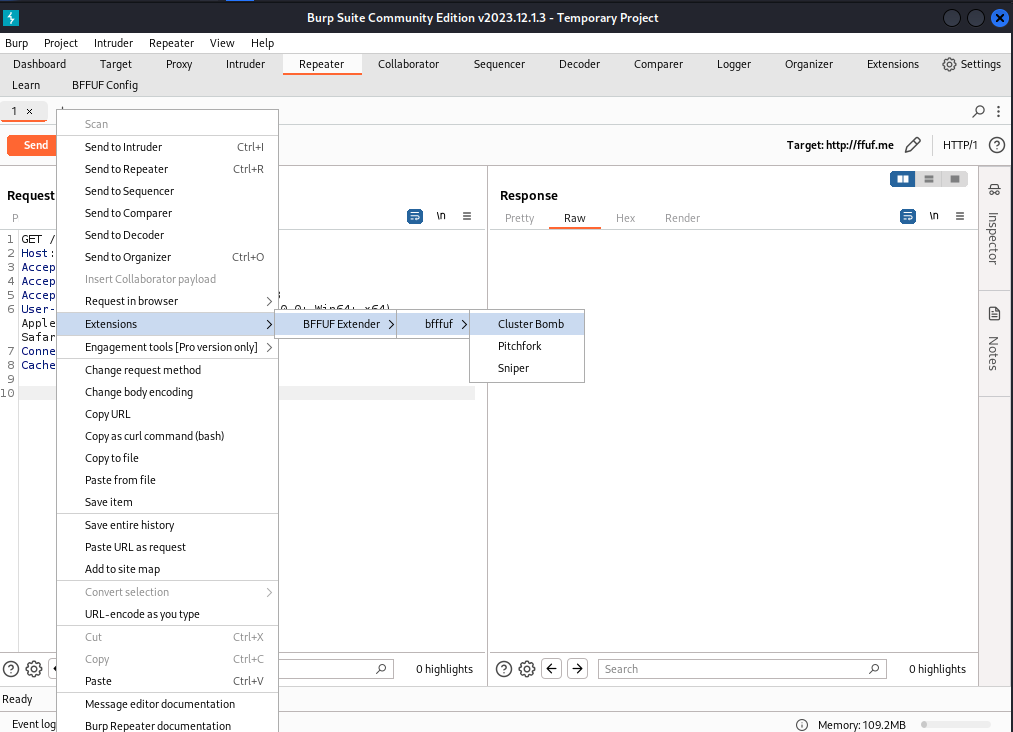 Burp Suite Community Edition v2023.12.1.3 - Temporary Project
Burp Project Intruder Repeater View Help
Dashboard Target Proxy Intruder Repeater Collaborator Sequencer Decoder Comparer Logger Organizer Extensions Settings
Learn BFFUF Config
1 ×
Send
Target: http://ffuf.me HTTP/1
Request
P
\n
1 GET /
2 Host:
3 Accep
4 Accep
5 Accep
6 User-
0.0; Win64; x64)
Apple
Safar
7 Conne
8 Cache
9
10
Scan
Send to Intruder Ctrl+I
Send to Repeater Ctrl+R
Send to Sequencer
Send to Comparer
Send to Decoder
Send to Organizer Ctrl+O
Insert Collaborator payload
Request in browser
Extensions
Engagement tools [Pro version only]
Change request method
Change body encoding
Copy URL
Copy as curl command (bash)
Copy to file
Paste from file
Save item
Save entire history
Paste URL as request
Add to site map
Convert selection
URL-encode as you type
Cut Ctrl+X
Copy Ctrl+C
Paste Ctrl+V
Message editor documentation
Burp Repeater documentation
BFFUF Extender
bfffuf
Cluster Bomb
Pitchfork
Sniper
Response
Pretty Raw Hex Render
\n
Inspector
Notes
0 highlights
Search
0 highlights
Ready
Event log
Memory: 109.2MB